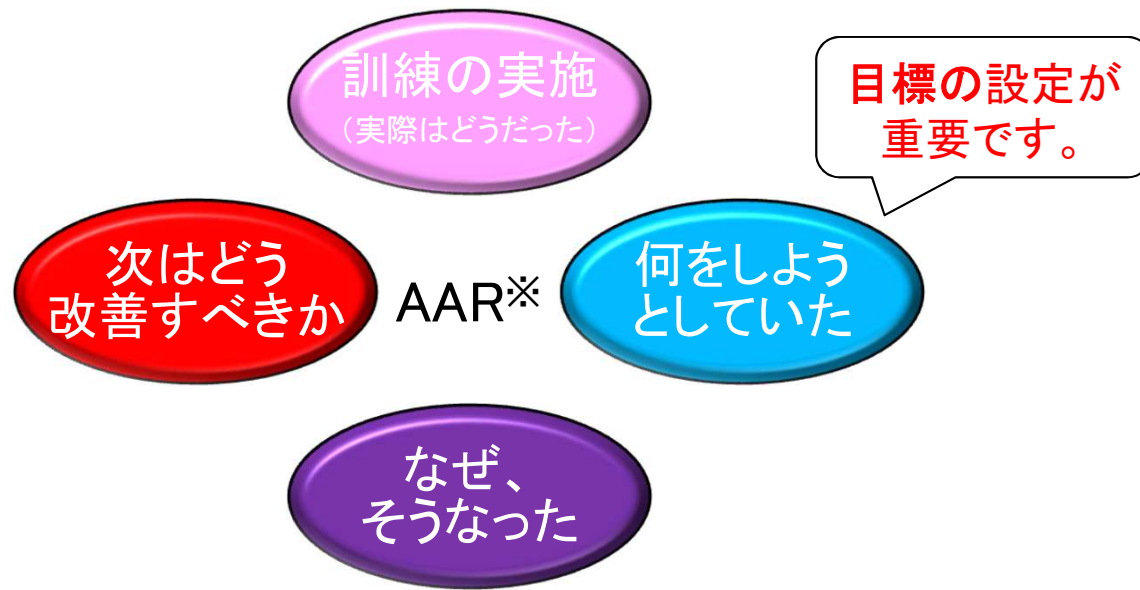 訓練の実施
（実際はどうだった）
目標の設定が
重要です。
次はどう
改善すべきか
AAR※
何をしよう
としていた
なぜ、
そうなった